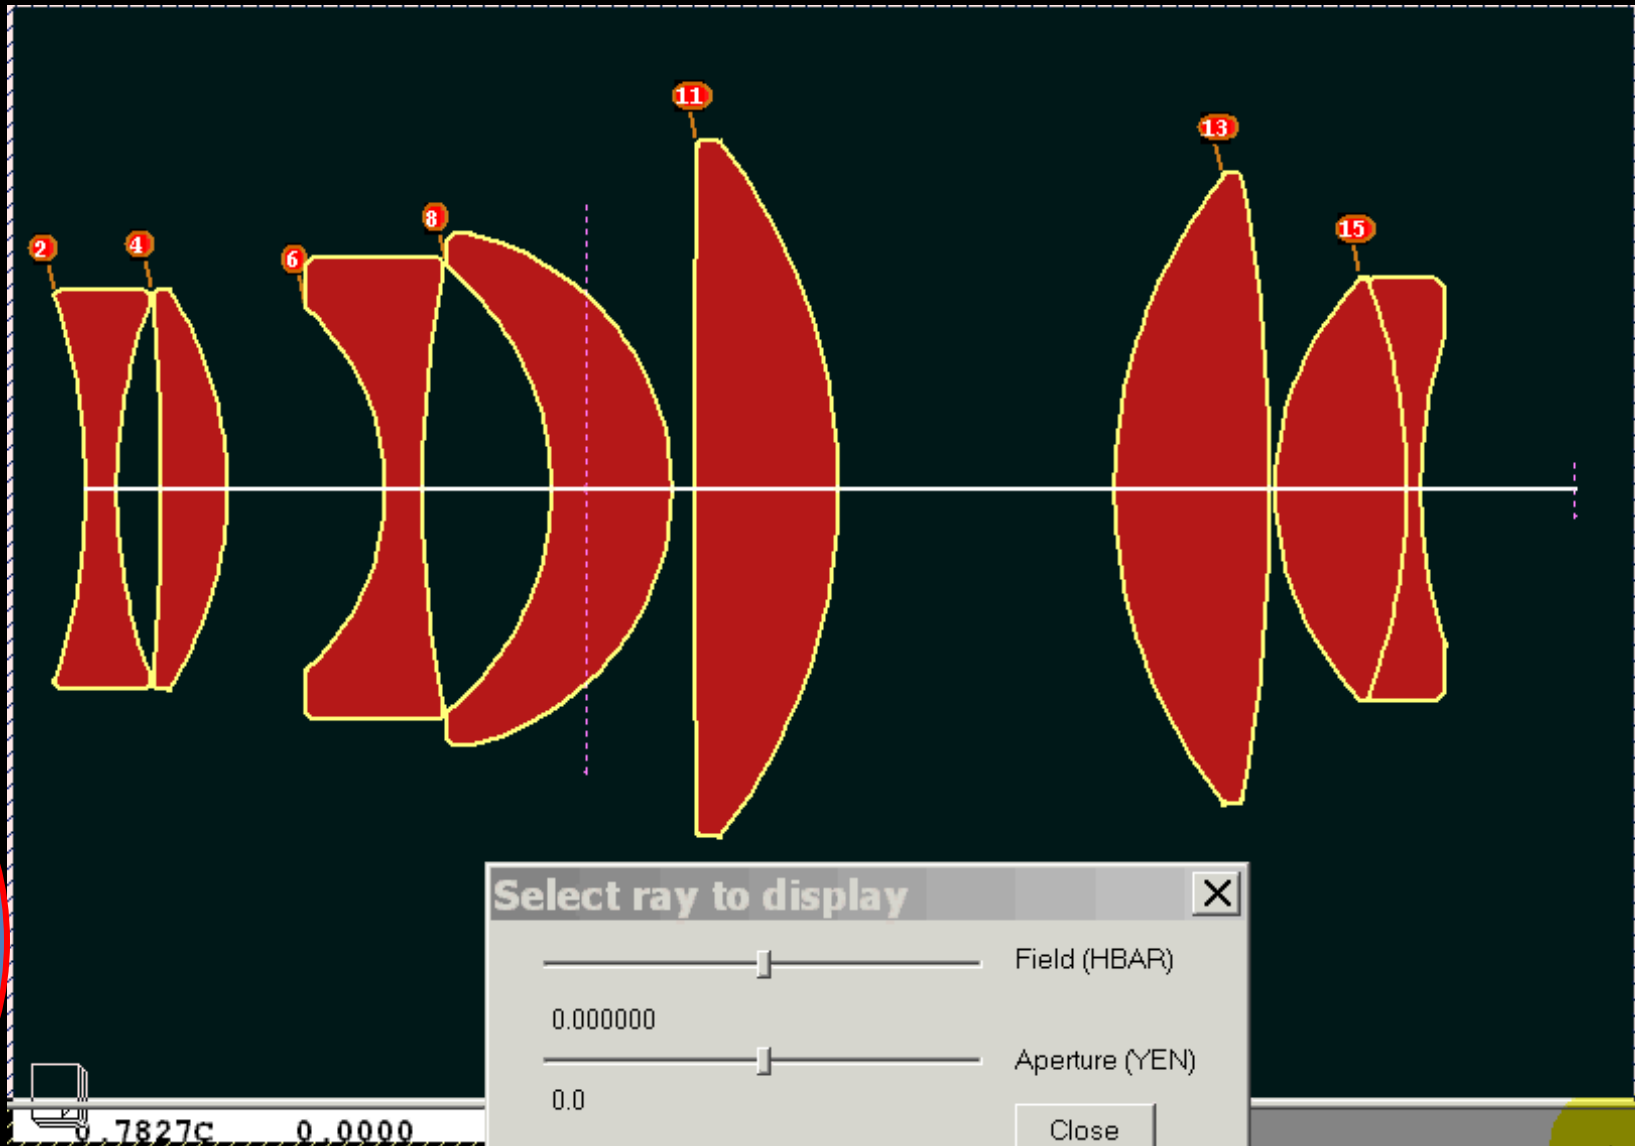 11
13
8
15
2
4
6
Select ray to display
Field (HBAR)
0.000000
Aperture (YEN)
0.0
Close
0.0000